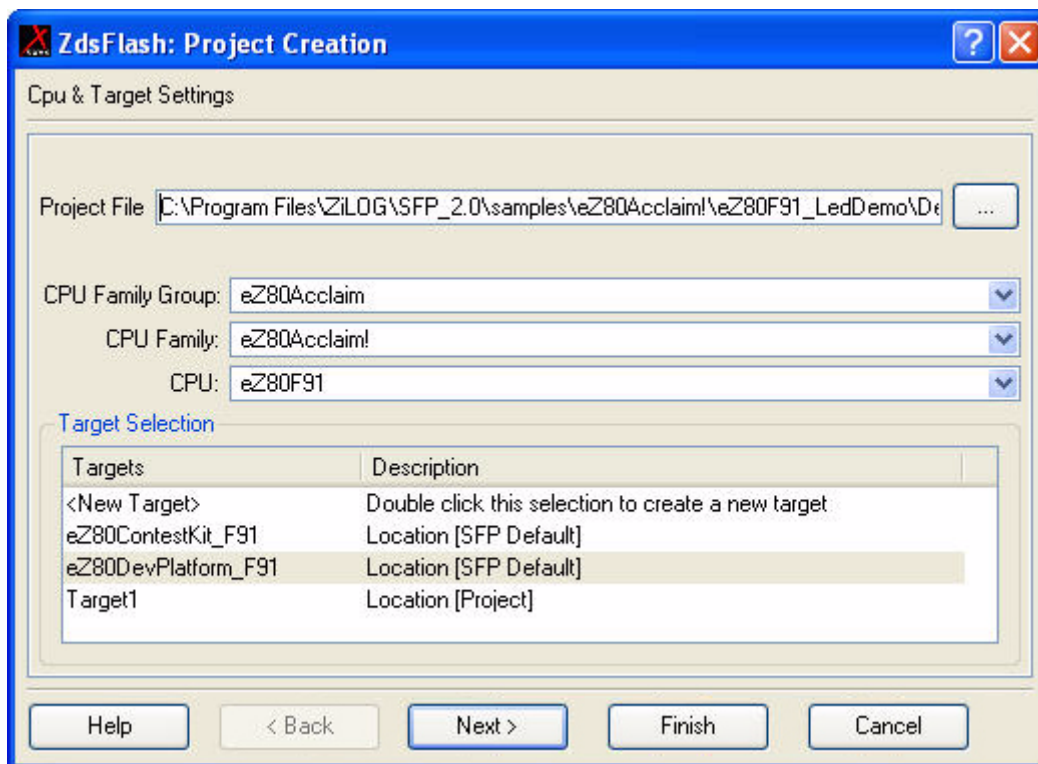 ZdsFlash: Project Creation
?
Cpu & Target Settings
Project File C:\Program Files\ZiLOG\SFP_2.0\samples\eZ80Acclaim!\eZ80F91_LedDemo\De ...
CPU Family Group: eZ80Acclaim
CPU Family: eZ80Acclaim!
CPU: eZ80F91
Target Selection
Targets Description
<New Target> Double click this selection to create a new target
eZ80ContestKit_F91 Location [SFP Default]
eZ80DevPlatform_F91 Location [SFP Default]
Target1 Location [Project]
Help < Back Next > Finish Cancel